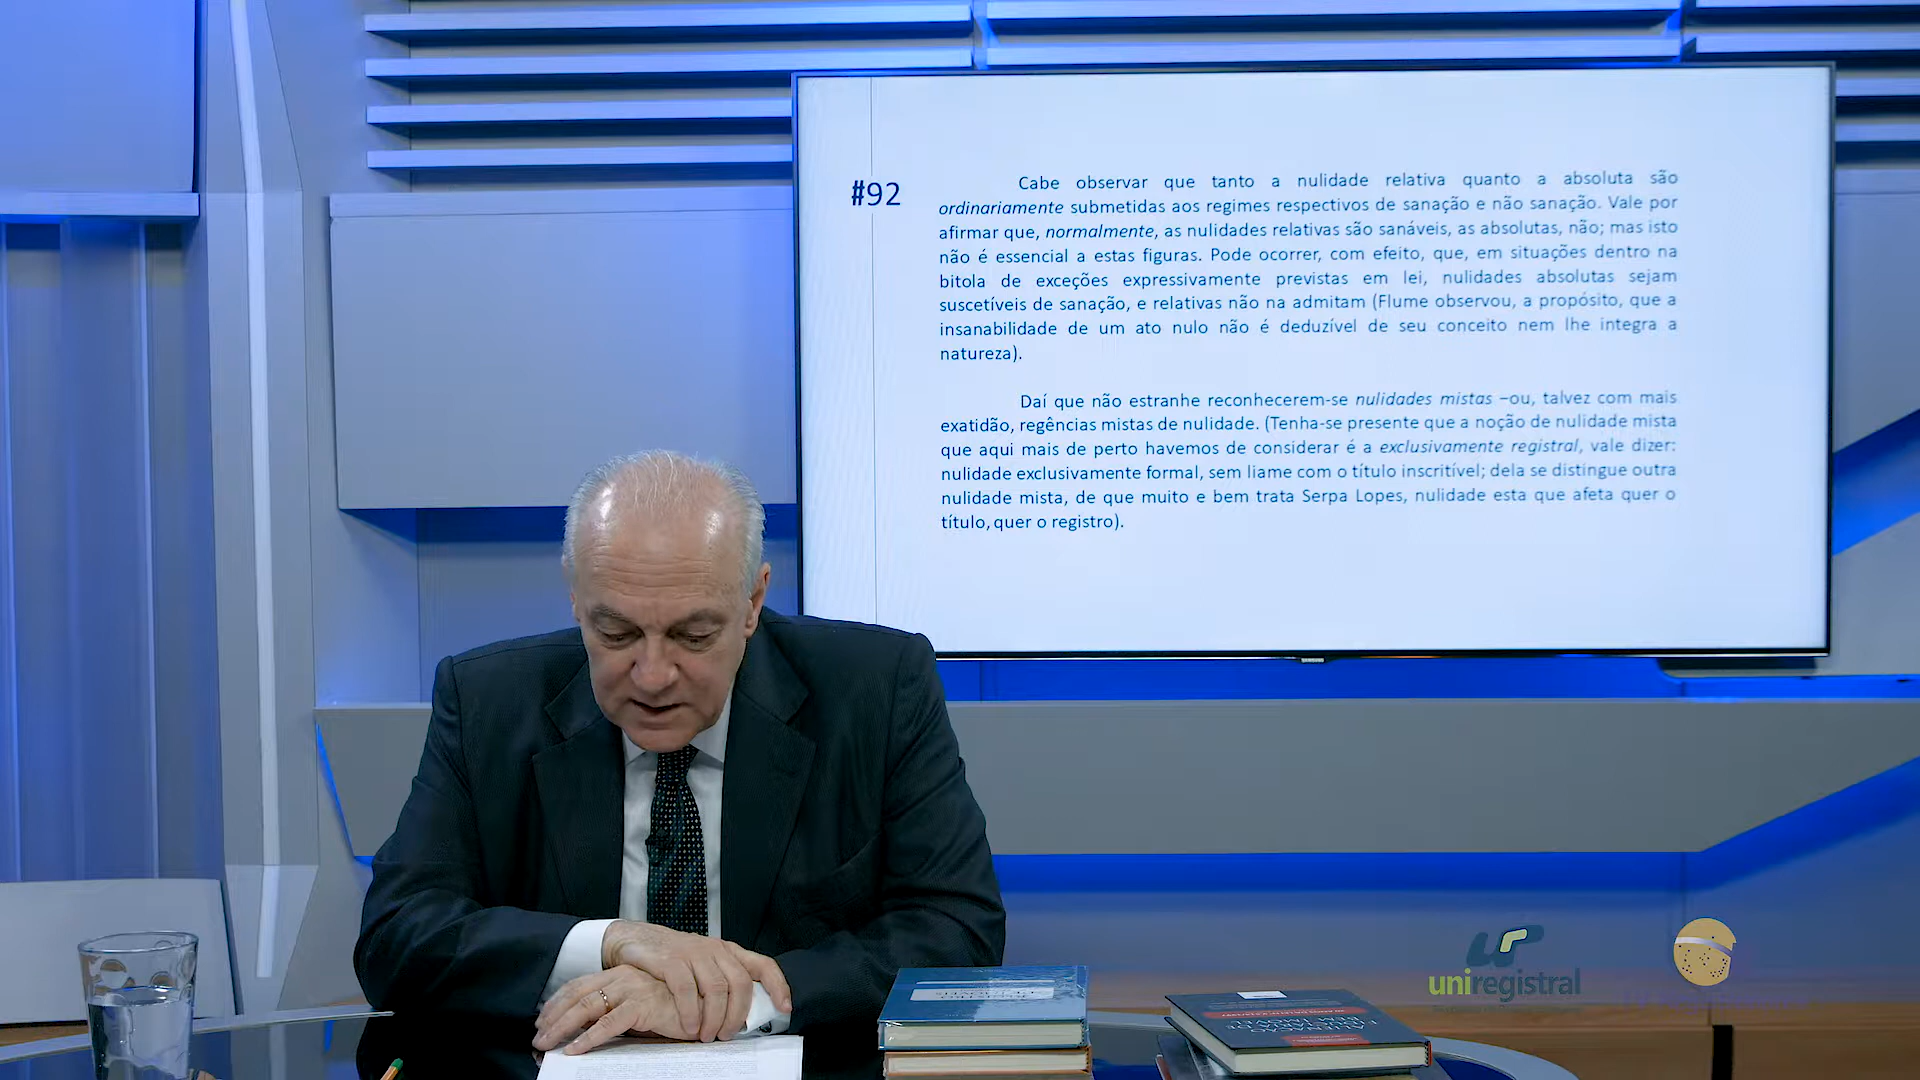 #92
Cabe observar que tanto a nulidade relativa quanto a absoluta são
ordinariamente submetidas aos regimes respectivos de sanação e não sanação. Vale por
afirmar que, normalmente, as nulidades relativas são sanáveis, as absolutas, não; mas isto
não é essencial a estas figuras. Pode ocorrer, com efeito, que, em situações dentro na
bitola de exceções expressivamente previstas em lei, nulidades absolutas sejam
suscetíveis de sanação, e relativas não na admitam (Flume observou, a propósito, que a
insanabilidade de um ato nulo não é deduzível de seu conceito nem lhe integra a
natureza).
Daí que não estranhe reconhecerem-se nulidades mistas –ou, talvez com mais
exatidão, regências mistas de nulidade. (Tenha-se presente que a noção de nulidade mista
que aqui mais de perto havemos de considerar é a exclusivamente registral, vale dizer:
nulidade exclusivamente formal, sem liame com o título inscritível; dela se distingue outra
nulidade mista, de que muito e bem trata Serpa Lopes, nulidade esta que afeta quer o
título, quer o registro).
uniregistral